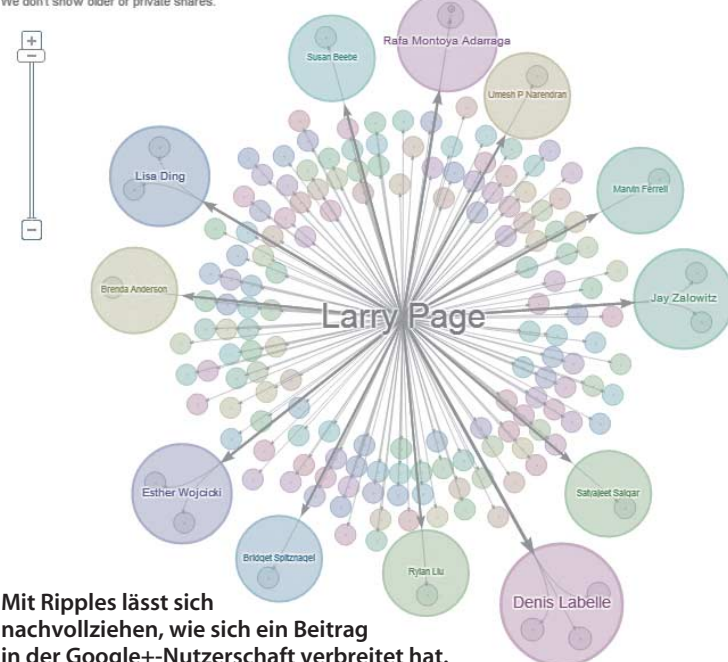 We don't show older or private shares.
Rafa Montoya Adarraga
Susan Beebe
Umesh P Narendran
Lisa Ding
Marvin Ferrell
Brenda Anderson
Jay Zalowitz
Larry Page
Esther Wojcicki
Satyajeet Salgar
Bridget Spitznagel
Rylan Liu
Denis Labelle
Mit Ripples lässt sich
nachvollziehen, wie sich ein Beitrag
in der Google+-Nutzerschaft verbreitet hat.